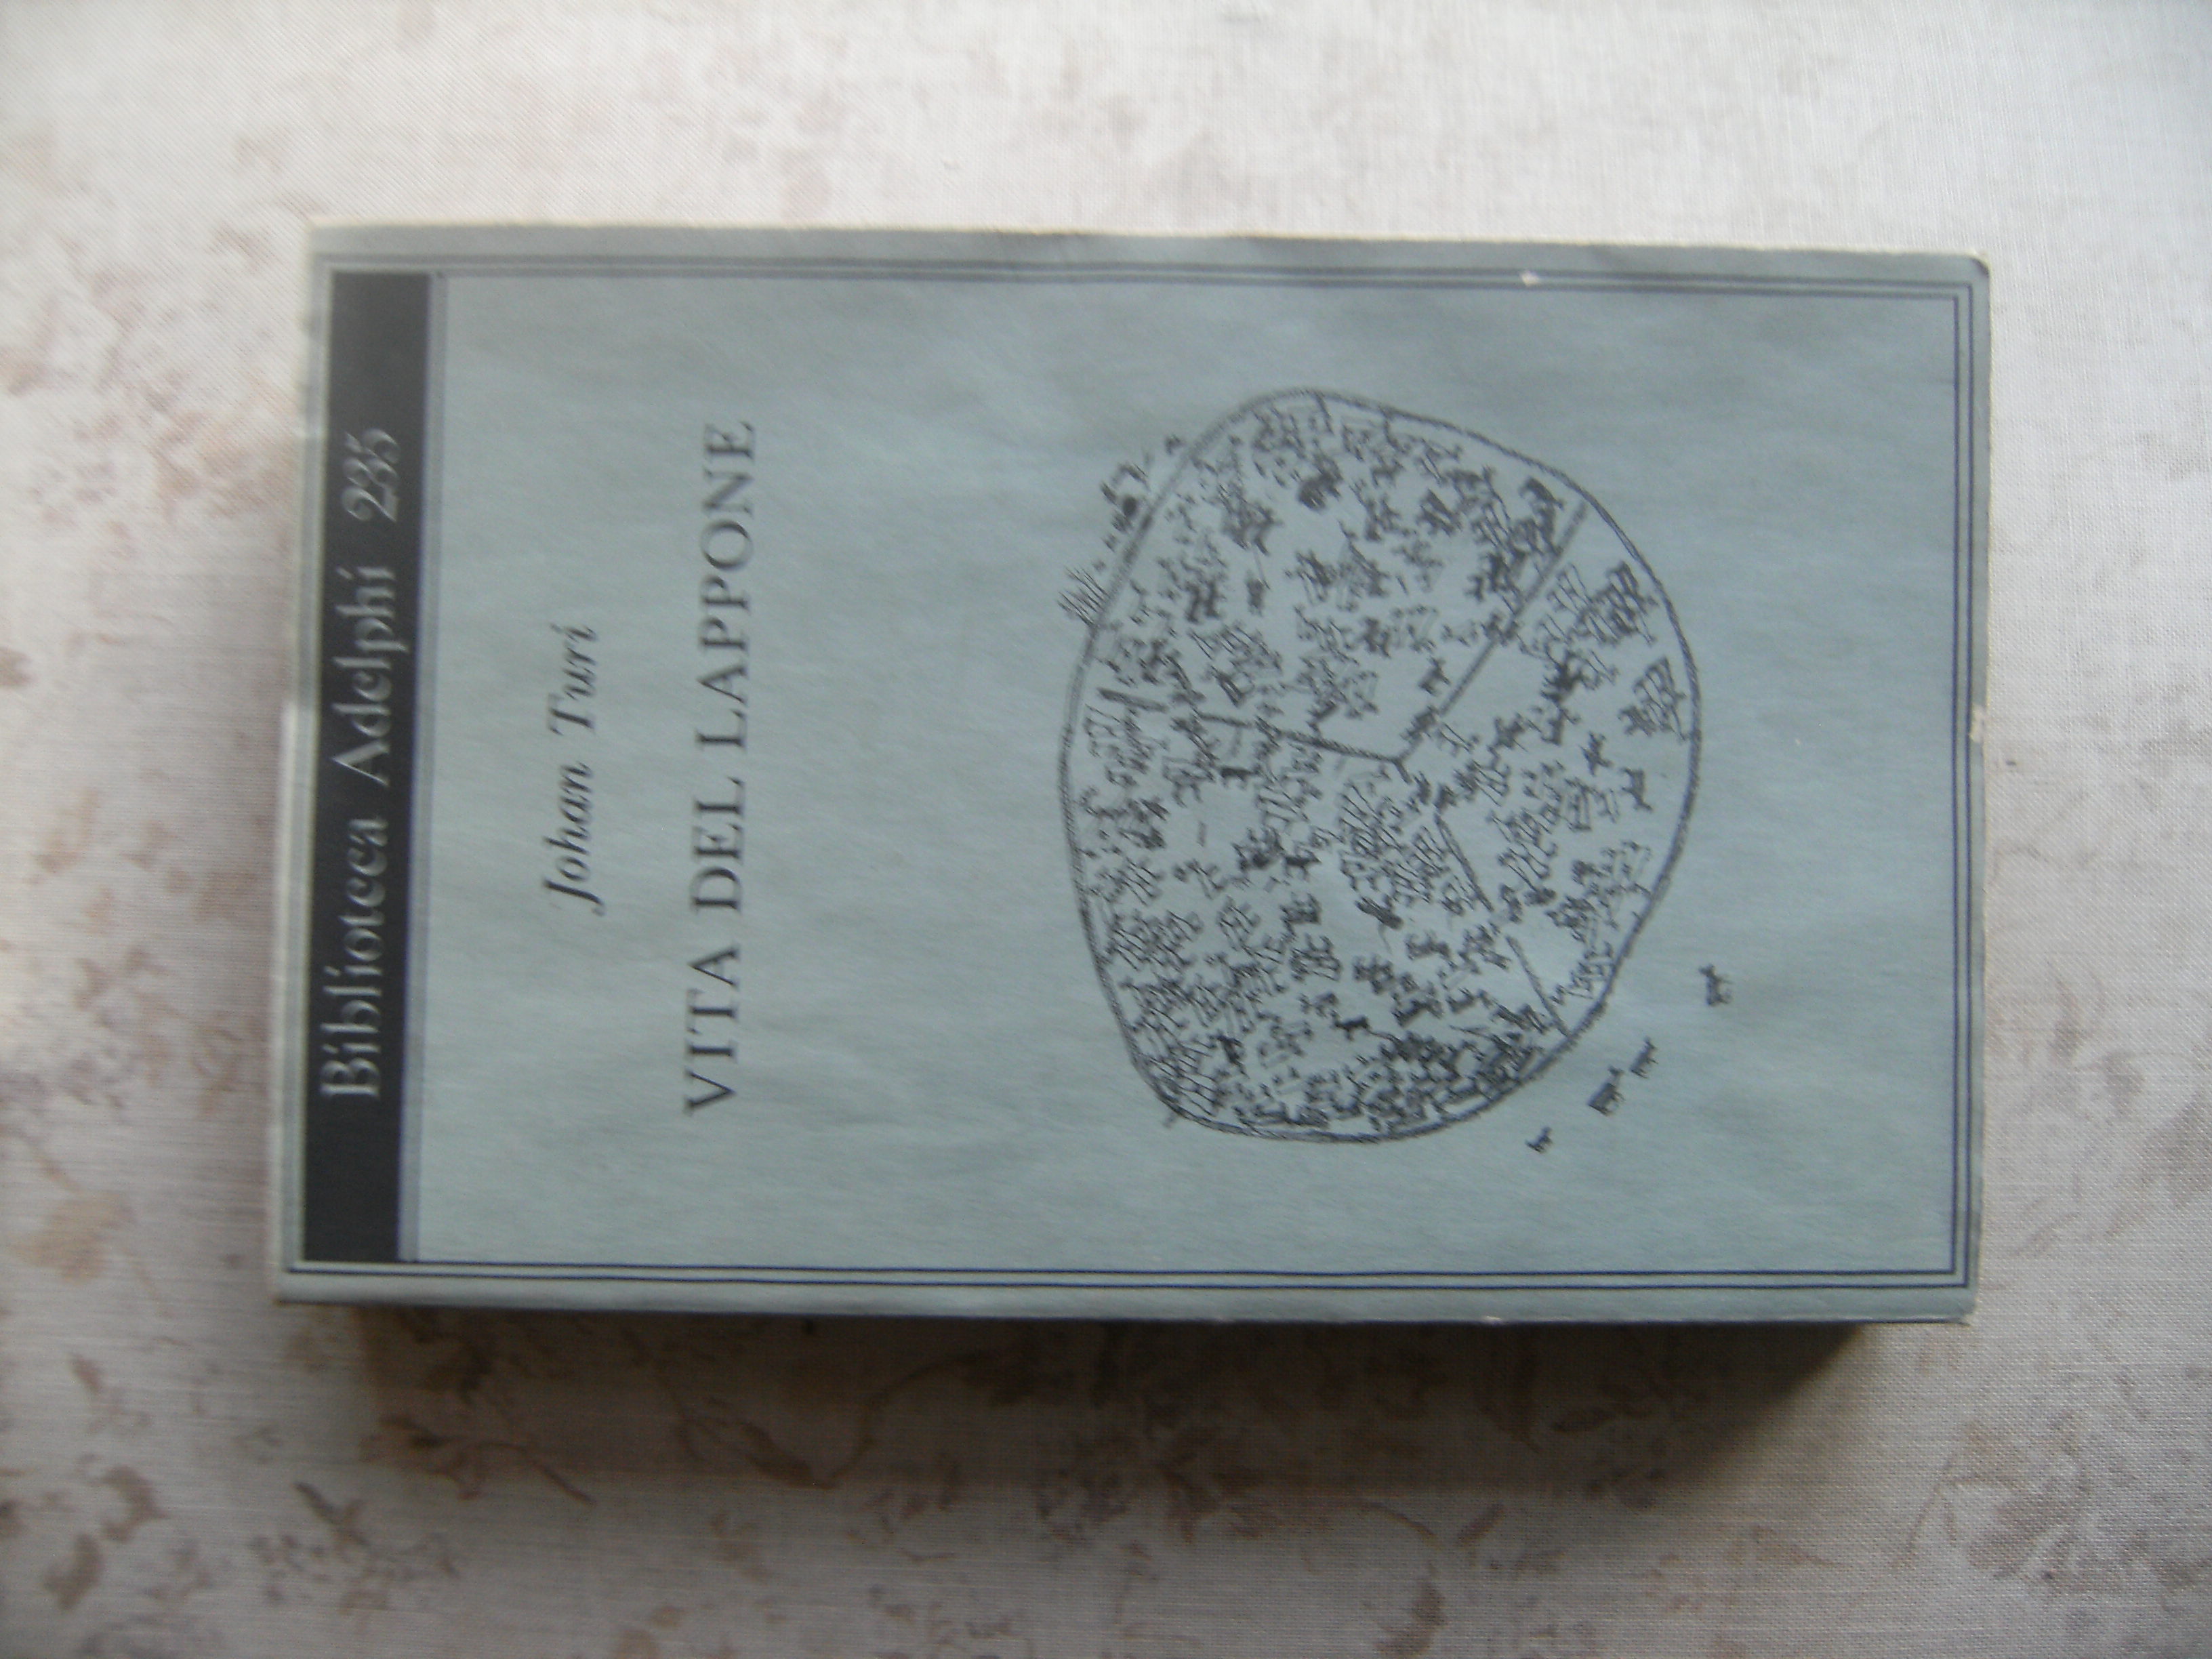 Biblioteca Adelphi 235
Johan Turi
VITA DEL LAPPONE